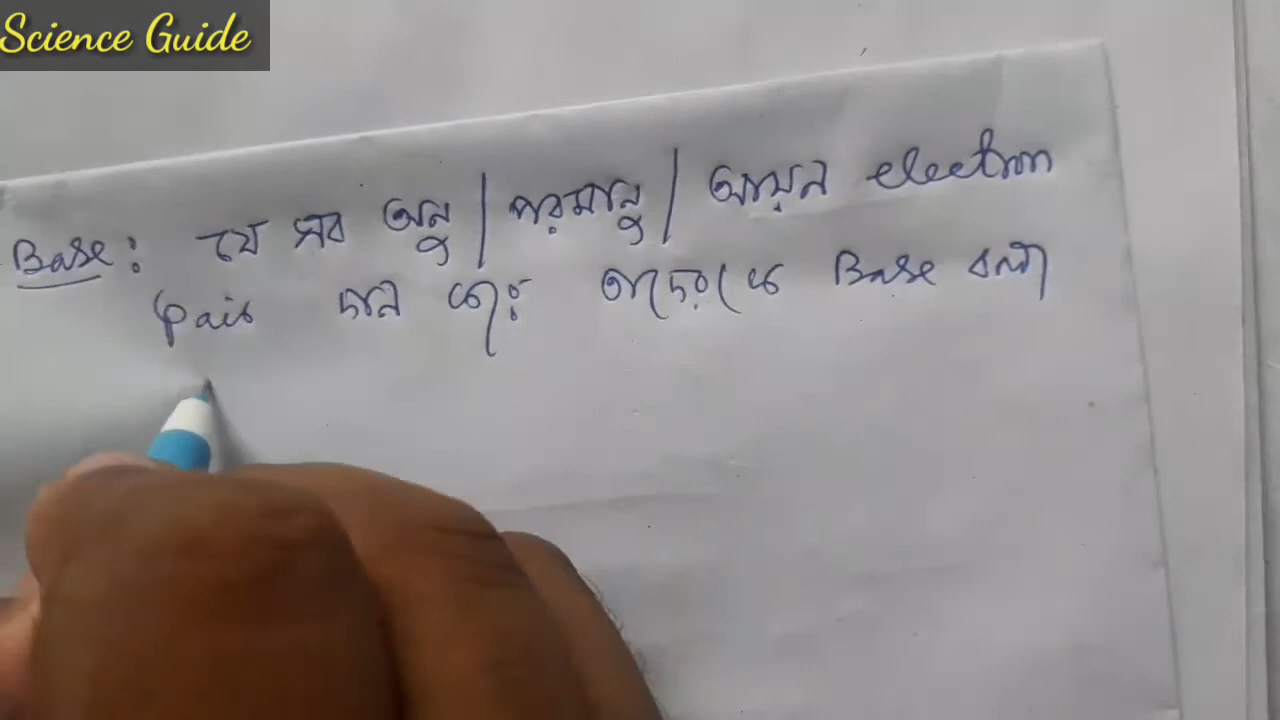 Science Guide
Base: যে সব অনু | পরমানু | আয়ন electron
pair দান করে তাদেরকে Base বলা